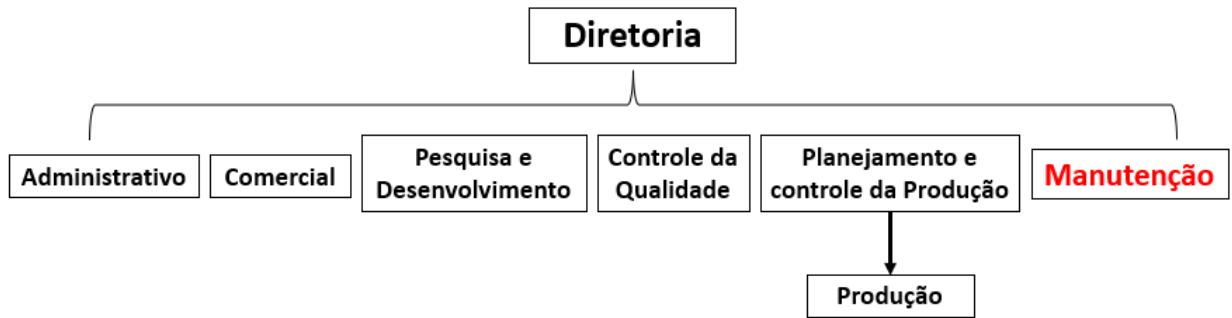 Diretoria
Administrativo
Comercial
Pesquisa e
Desenvolvimento
Controle da
Qualidade
Planejamento e
controle da Produção
Manutenção
Produção